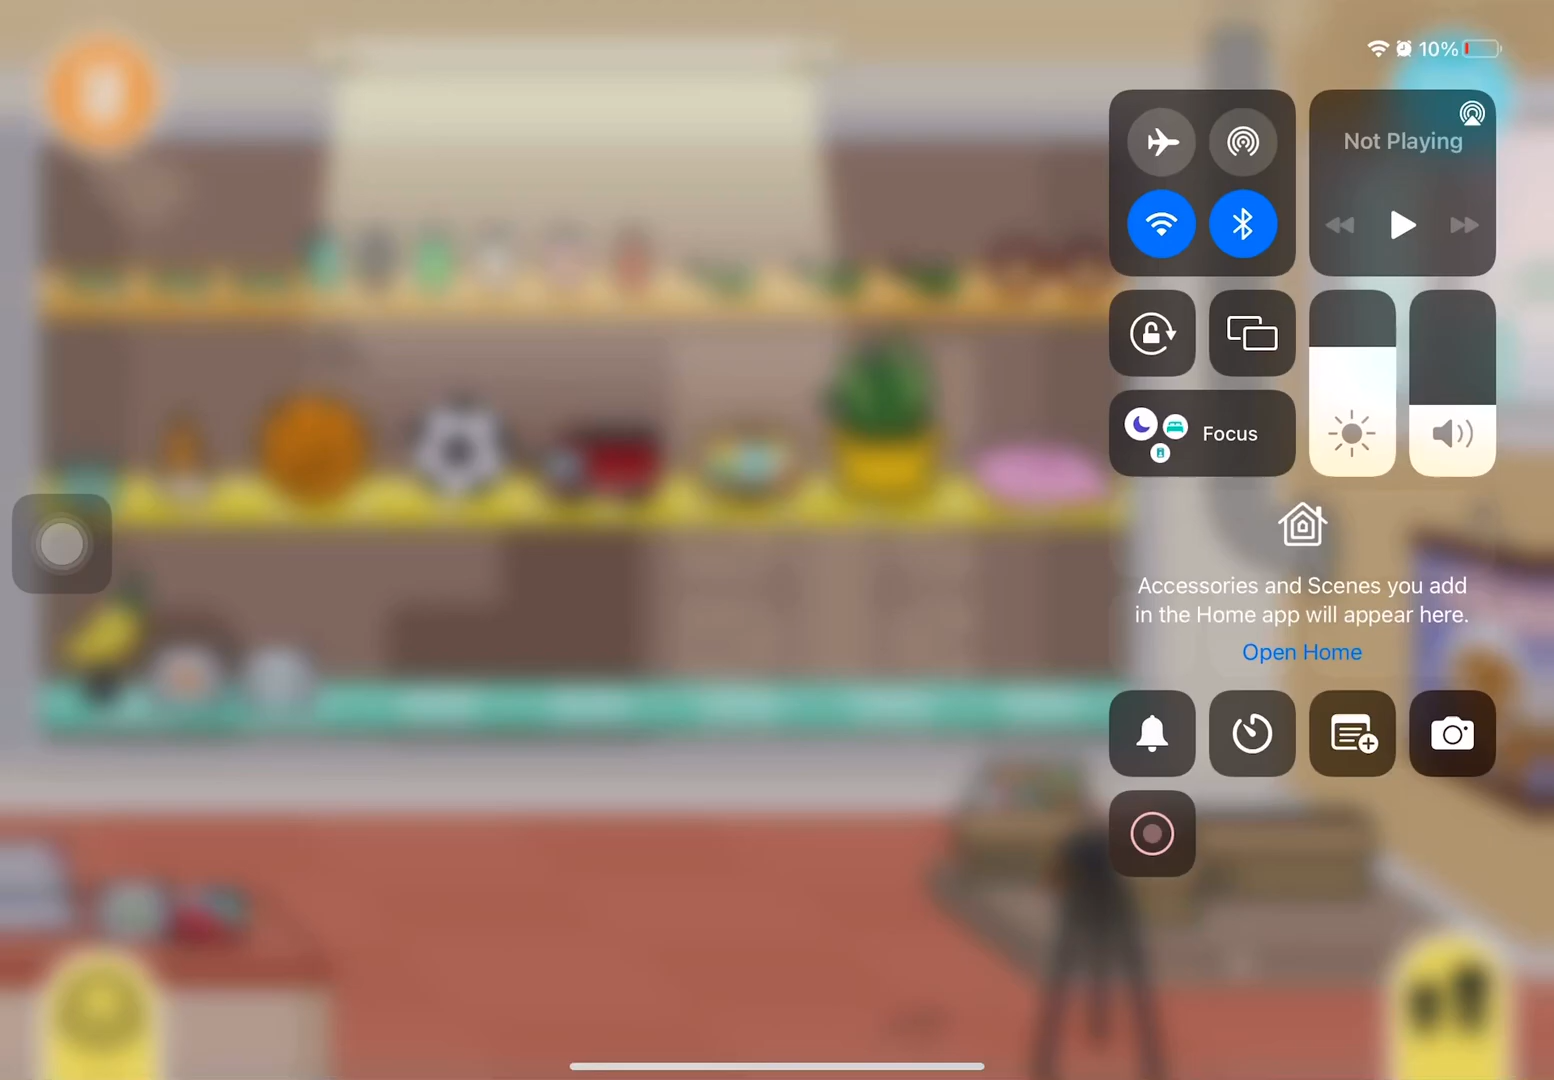 10%
Not Playing
Focus
Accessories and Scenes you add
in the Home app will appear here.
Open Home